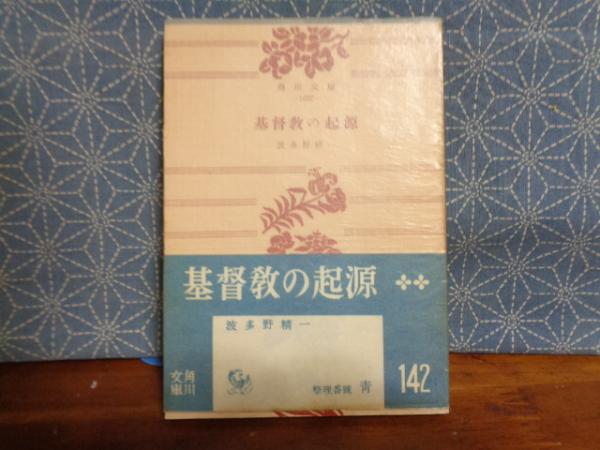 角川文庫
基督教の起源
波多野精一
基督教の起源
波多野精一
角川
文庫
整理番號 青
142